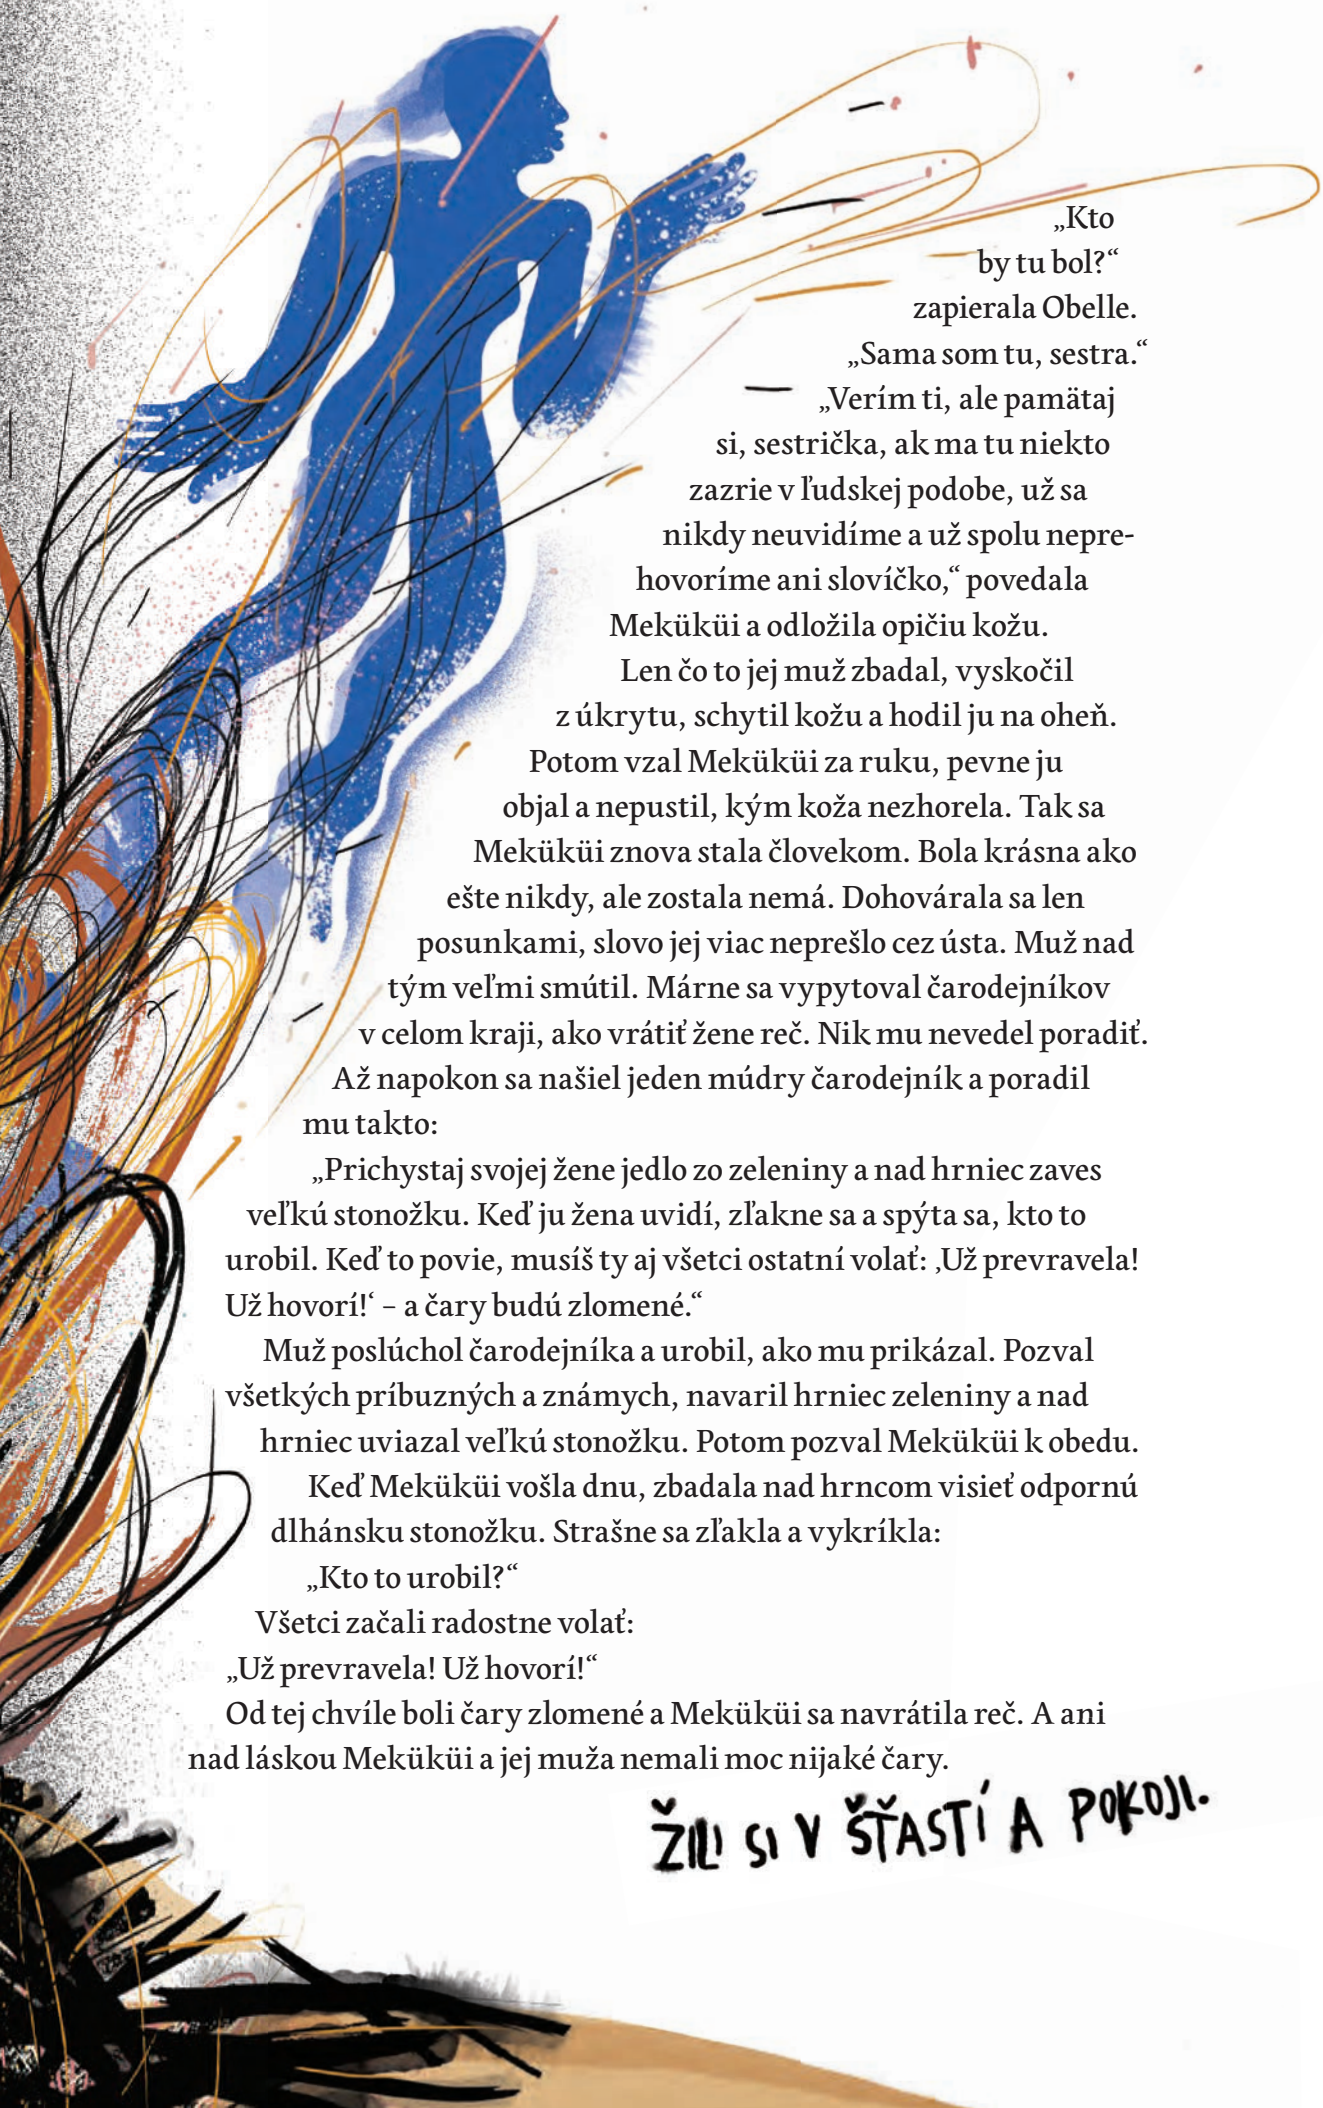 „Kto
by tu bol?“
zapierala Obelle.
„Sama som tu, sestra.“
„Verím ti, ale pamätaj
si, sestrička, ak ma tu niekto
zazrie v ľudskej podobe, už sa
nikdy neuvidíme a už spolu nepre-
hovoríme ani slovíčko,“ povedala
Meküküi a odložila opičiu kožu.
Len čo to jej muž zbadal, vyskočil
z úkrytu, schytil kožu a hodil ju na oheň.
Potom vzal Meküküi za ruku, pevne ju
objal a nepustil, kým koža nezhorela. Tak sa
Meküküi znova stala človekom. Bola krásna ako
ešte nikdy, ale zostala nemá. Dohovárala sa len
posunkami, slovo jej viac neprešlo cez ústa. Muž nad
tým veľmi smútil. Márne sa vypytoval čarodejníkov
v celom kraji, ako vrátiť žene reč. Nik mu nevedel poradiť.
Až napokon sa našiel jeden múdry čarodejník a poradil
mu takto:
„Prichystaj svojej žene jedlo zo zeleniny a nad hrniec zaves
veľkú stonožku. Keď ju žena uvidí, zľakne sa a spýta sa, kto to
urobil. Keď to povie, musíš ty aj všetci ostatní volať: ‚Už prevravela!
Už hovorí!‘ – a čary budú zlomené.“
Muž poslúchol čarodejníka a urobil, ako mu prikázal. Pozval
všetkých príbuzných a známych, navaril hrniec zeleniny a nad
hrniec uviazal veľkú stonožku. Potom pozval Meküküi k obedu.
Keď Meküküi vošla dnu, zbadala nad hrncom visieť odpornú
dlhánsku stonožku. Strašne sa zľakla a vykríkla:
„Kto to urobil?“
Všetci začali radostne volať:
„Už prevravela! Už hovorí!“
Od tej chvíle boli čary zlomené a Meküküi sa navrátila reč. A ani
nad láskou Meküküi a jej muža nemali moc nijaké čary.
ŽILI SI V ŠŤASTÍ A POKOJI.